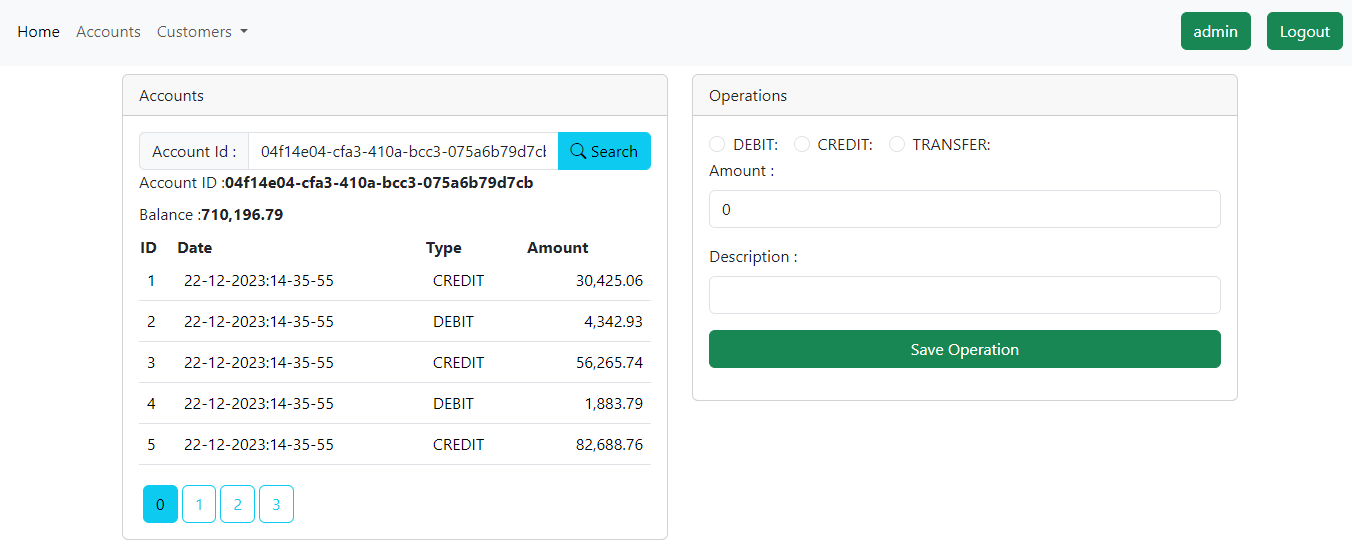 Home Accounts Customers admin Logout
Accounts
Account Id : 04f14e04-cfa3-410a-bcc3-075a6b79d7cb Search
Account ID :04f14e04-cfa3-410a-bcc3-075a6b79d7cb
Balance :710,196.79
ID Date Type Amount
1 22-12-2023:14-35-55 CREDIT 30,425.06
2 22-12-2023:14-35-55 DEBIT 4,342.93
3 22-12-2023:14-35-55 CREDIT 56,265.74
4 22-12-2023:14-35-55 DEBIT 1,883.79
5 22-12-2023:14-35-55 CREDIT 82,688.76
0 1 2 3
Operations
DEBIT: CREDIT: TRANSFER:
Amount :
0
Description :
Save Operation